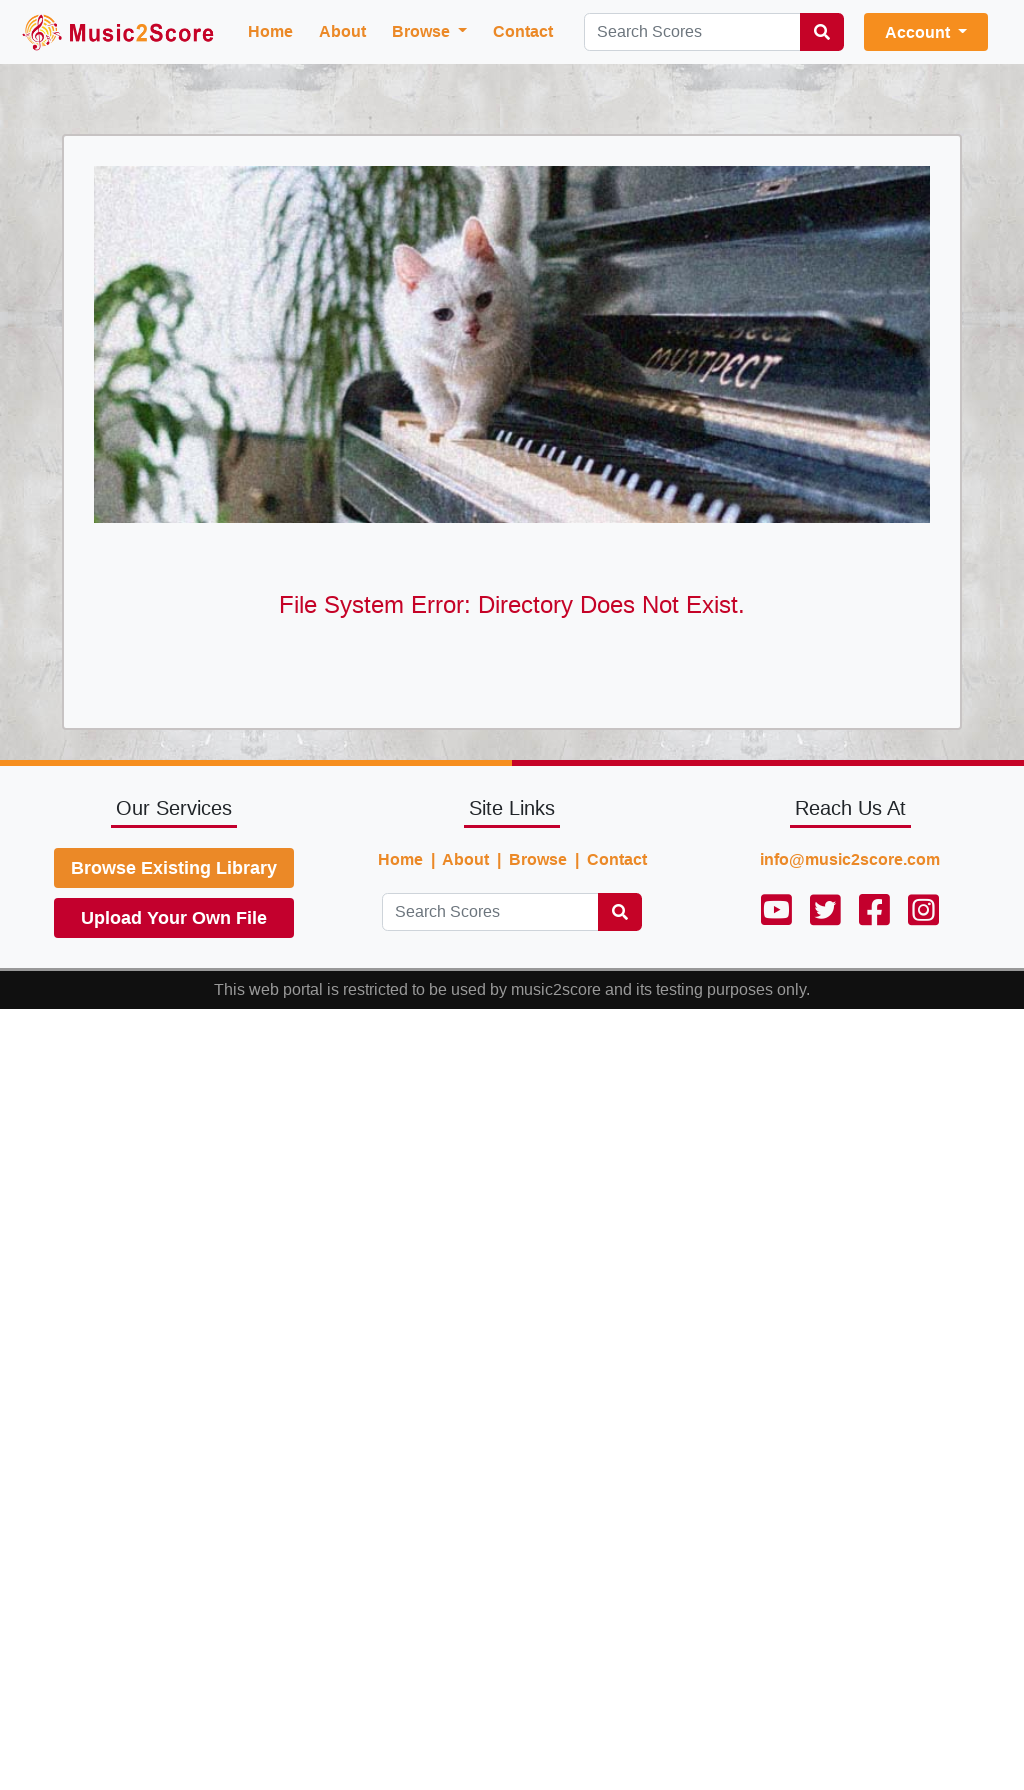 Music2Score
Home About Browse Contact Search Scores Account
МУЗТРЕСТ
File System Error: Directory Does Not Exist.
Our Services
Browse Existing Library
Upload Your Own File
Site Links
Home | About | Browse | Contact
Search Scores
Reach Us At
info@music2score.com
This web portal is restricted to be used by music2score and its testing purposes only.